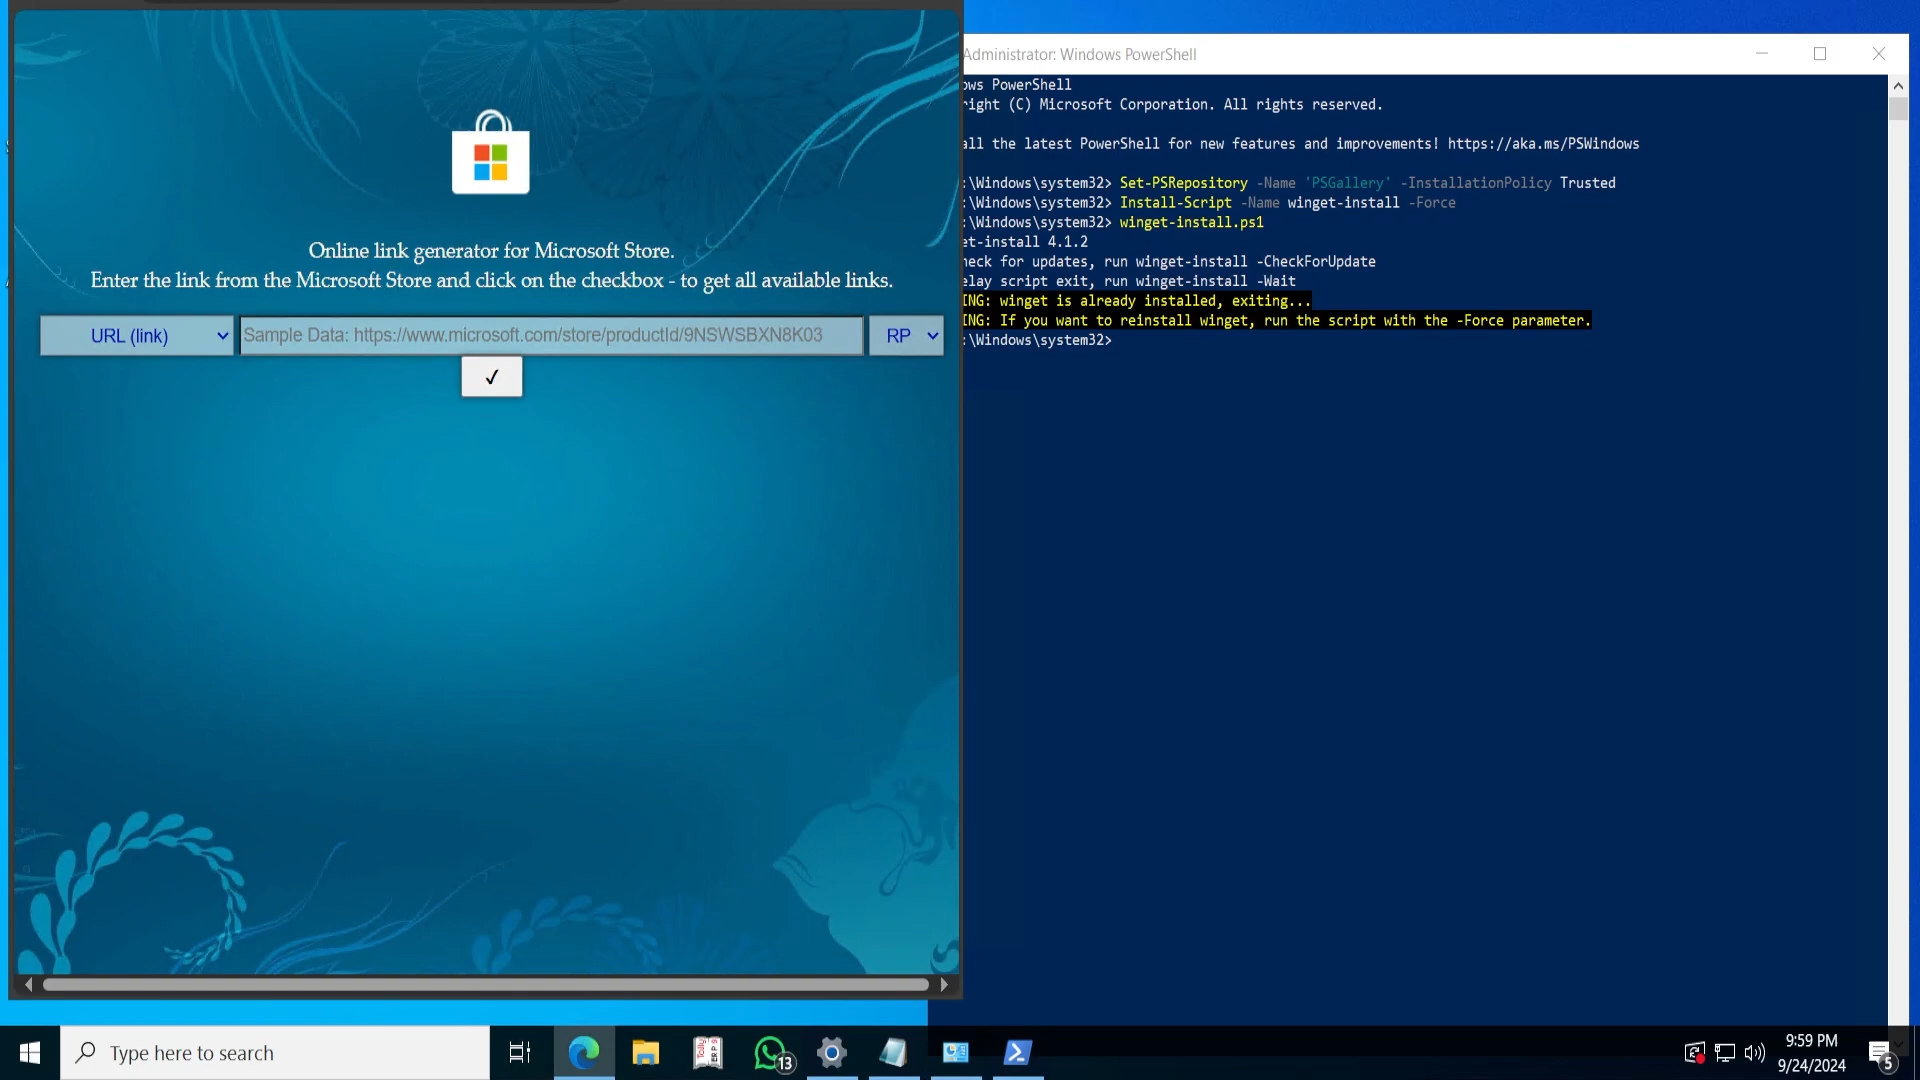 Online link generator for Microsoft Store.
Enter the link from the Microsoft Store and click on the checkbox - to get all available links.
URL (link)
Sample Data: https://www.microsoft.com/store/productId/9NSWSBXN8K03
RP
✓
Administrator: Windows PowerShell
ows PowerShell
right (C) Microsoft Corporation. All rights reserved.
all the latest PowerShell for new features and improvements! https://aka.ms/PSWindows
:\Windows\system32> Set-PSRepository -Name 'PSGallery' -InstallationPolicy Trusted
:\Windows\system32> Install-Script -Name winget-install -Force
:\Windows\system32> winget-install.ps1
et-install 4.1.2
heck for updates, run winget-install -CheckForUpdate
elay script exit, run winget-install -Wait
ING: winget is already installed, exiting...
ING: If you want to reinstall winget, run the script with the -Force parameter.
:\Windows\system32>
Type here to search
Tally
ERP 9
13
9:59 PM
9/24/2024
5